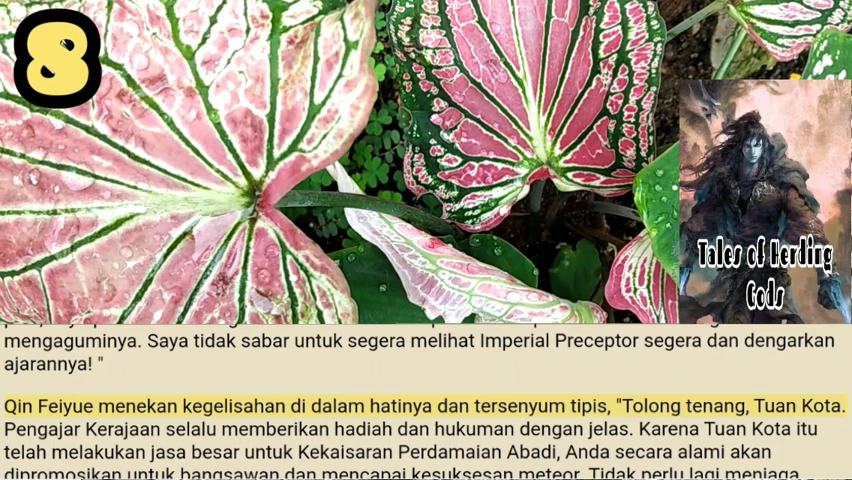 8
Tales of Herding
Gods
mengaguminya. Saya tidak sabar untuk segera melihat Imperial Preceptor segera dan dengarkan
ajarannya! "
Qin Feiyue menekan kegelisahan di dalam hatinya dan tersenyum tipis, "Tolong tenang, Tuan Kota.
Pengajar Kerajaan selalu memberikan hadiah dan hukuman dengan jelas. Karena Tuan Kota itu
telah melakukan jasa besar untuk Kekaisaran Perdamaian Abadi, Anda secara alami akan
dipromosikan untuk bangsawan dan mencapai kesuksesan meteor. Tidak perlu lagi menjaga